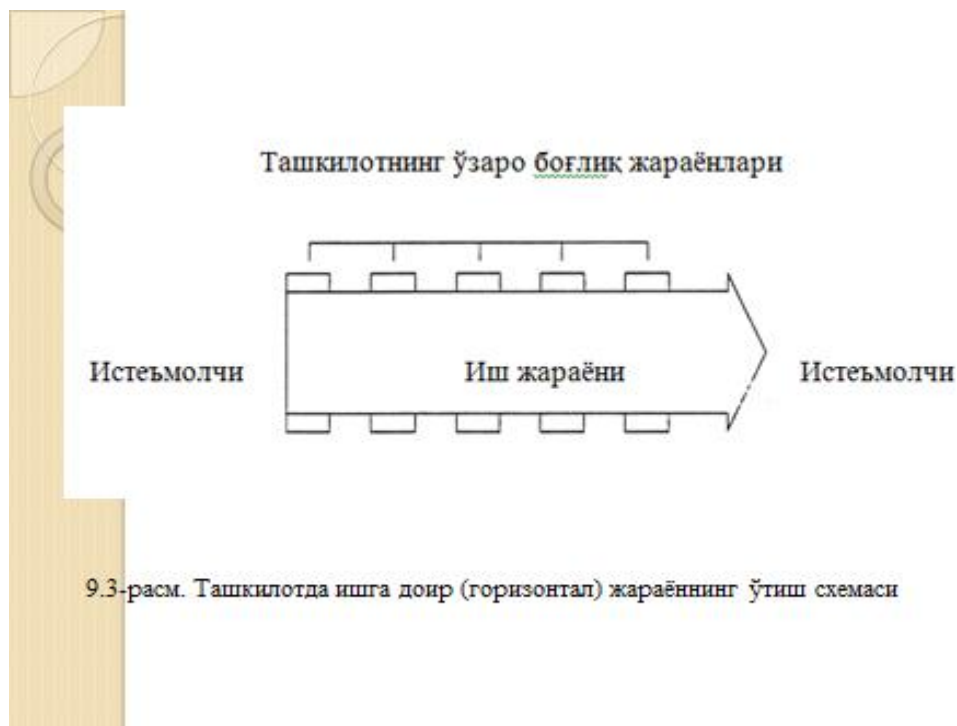 Ташкилотнинг ўзаро боғлиқ жараёнлари
Истеъмолчи Иш жараёни Истеъмолчи
9.3-расм. Ташкилотда ишга доир (горизонтал) жараённинг ўтиш схемаси